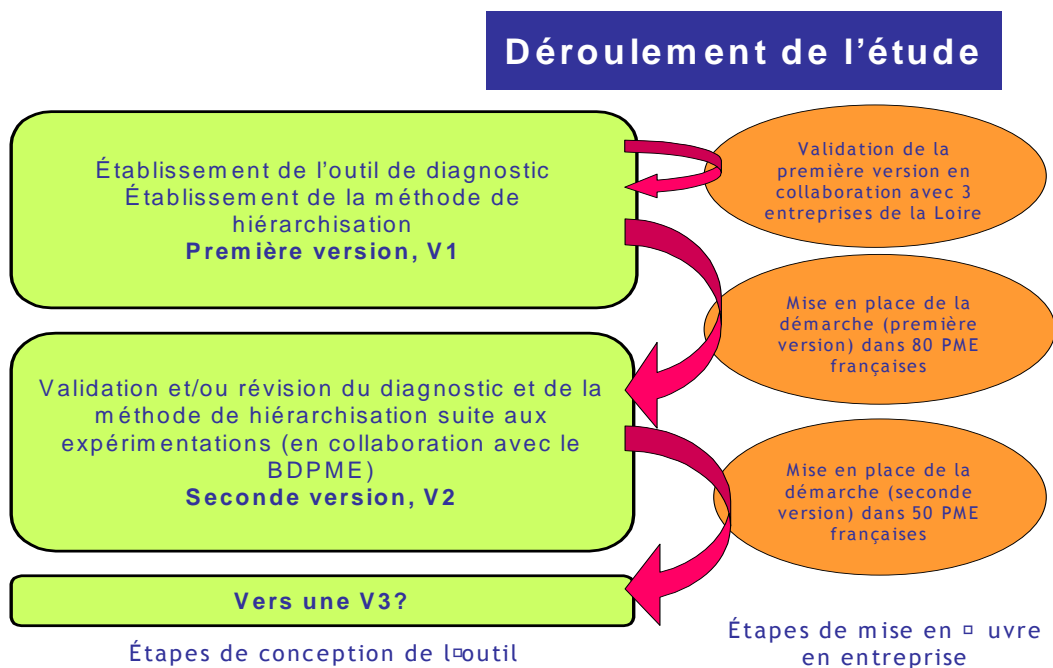 Déroulement de l'étude
Établissement de l'outil de diagnostic
Établissement de la méthode de
hiérarchisation
Première version, V1
Validation de la
première version en
collaboration avec 3
entreprises de la Loire
Mise en place de la
démarche (première
version) dans 80 PME
françaises
Validation et/ou révision du diagnostic et de la
méthode de hiérarchisation suite aux
expérimentations (en collaboration avec le
BDPME)
Seconde version, V2
Mise en place de la
démarche (seconde
version) dans 50 PME
françaises
Vers une V3?
Étapes de conception de l▫outil
Étapes de mise en ▫ uvre
en entreprise